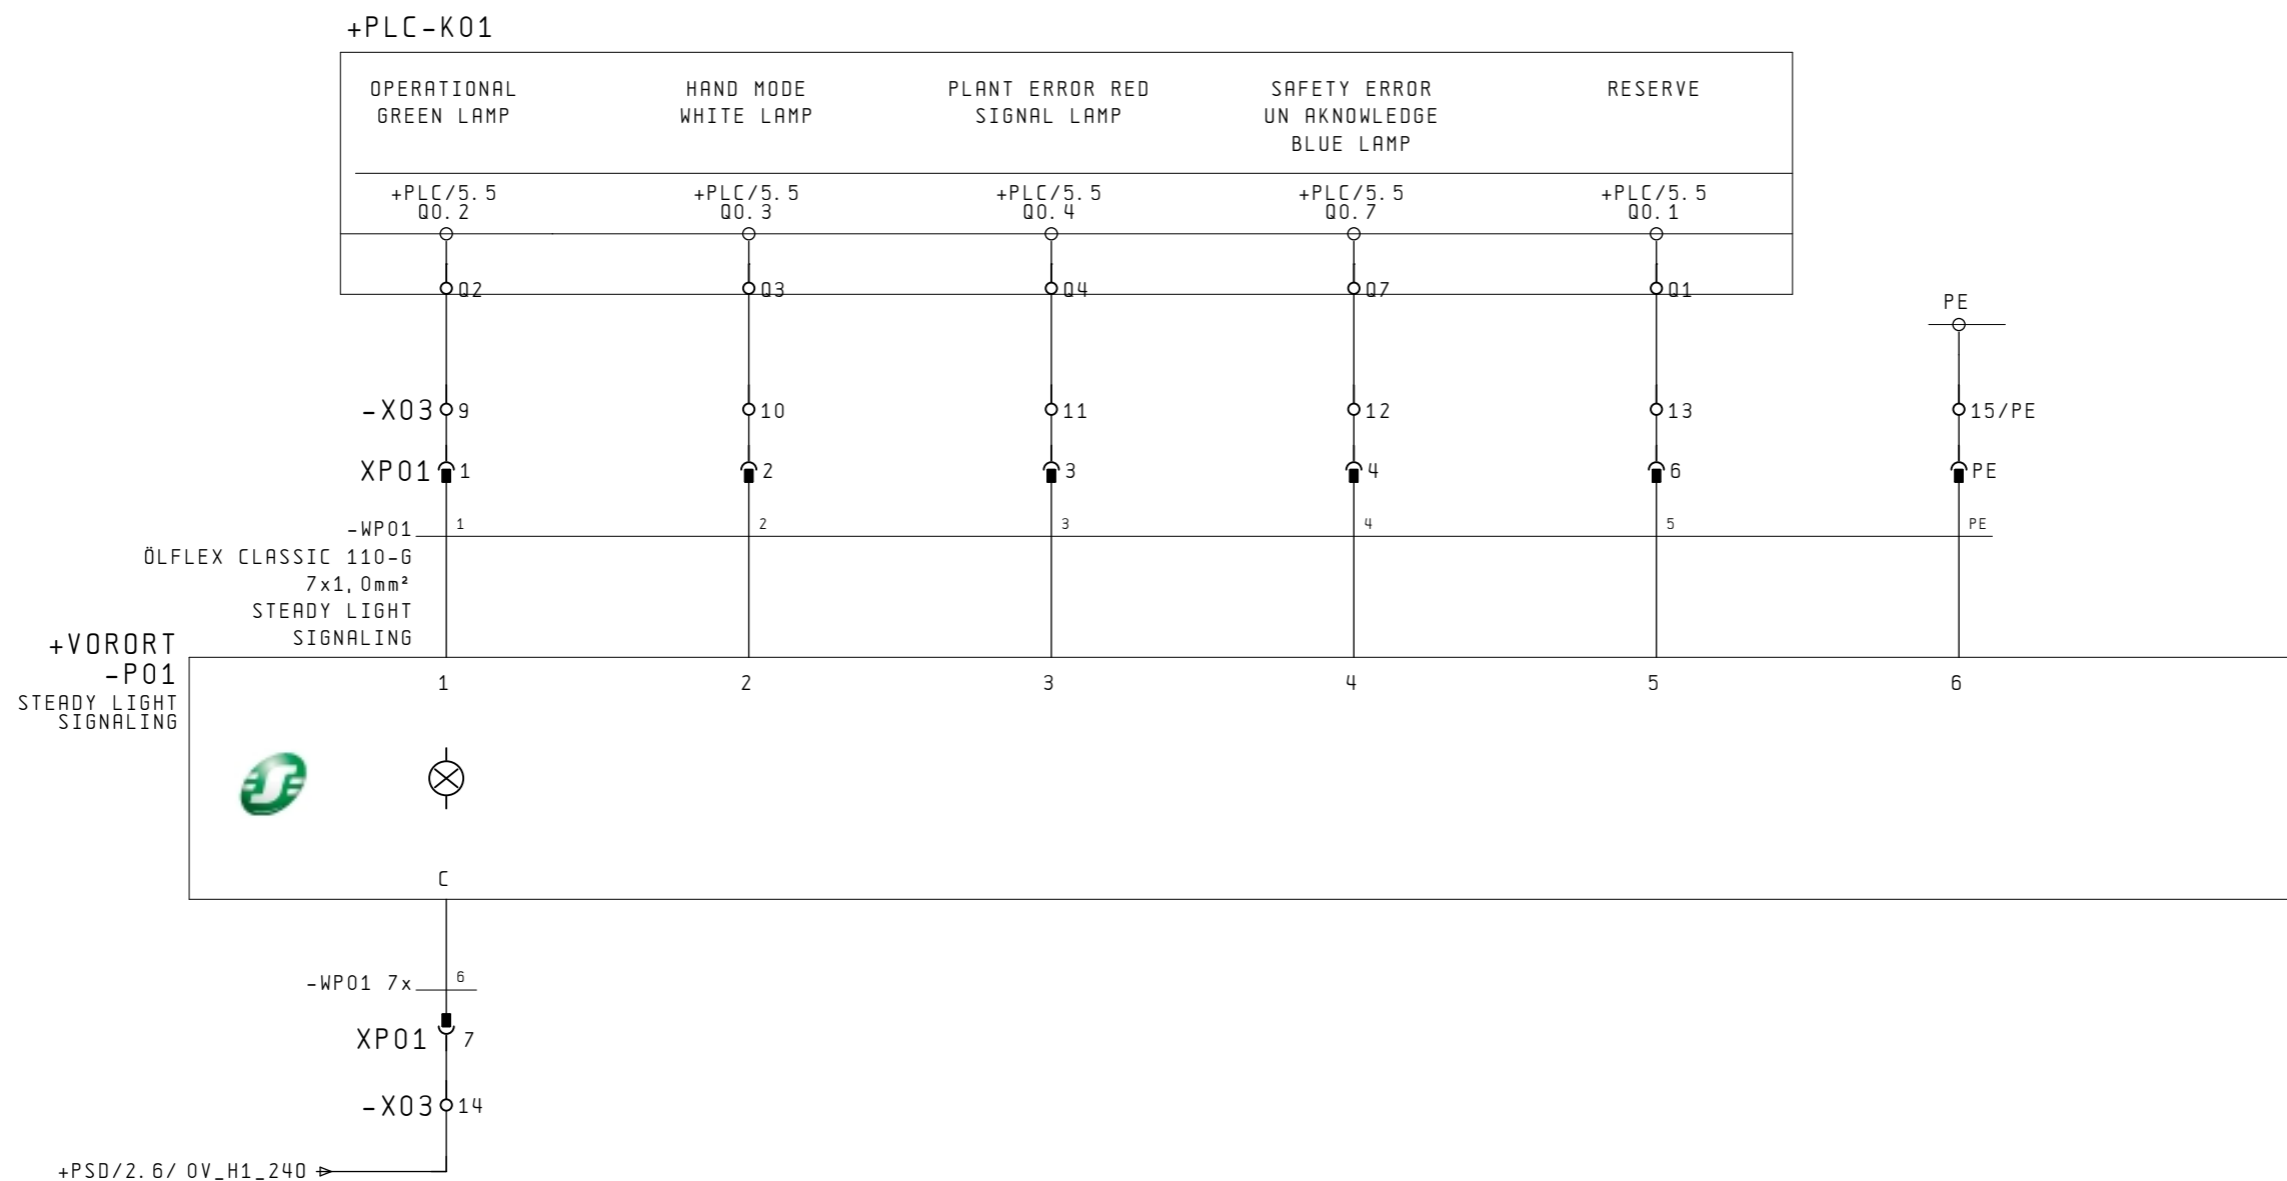 +PLC-K01
OPERATIONAL HAND MODE PLANT ERROR RED SAFETY ERROR RESERVE
GREEN LAMP WHITE LAMP SIGNAL LAMP UN AKNOWLEDGE
BLUE LAMP
+PLC/5.5 +PLC/5.5 +PLC/5.5 +PLC/5.5 +PLC/5.5
Q0.2 Q0.3 Q0.4 Q0.7 Q0.1
Q2 Q3 Q4 Q7 Q1
PE
-X03 9 10 11 12 13 15/PE
XP01 1 2 3 4 6 PE
-WP01 1 2 3 4 5 PE
ÖLFLEX CLASSIC 110-G
7x1,0mm²
STEADY LIGHT
SIGNALING
+VORORT
-P01
STEADY LIGHT
SIGNALING
1 2 3 4 5 6
C
-WP01 7x 6
XP01 7
-X03 14
+PSD/2.6/ 0V_H1_240